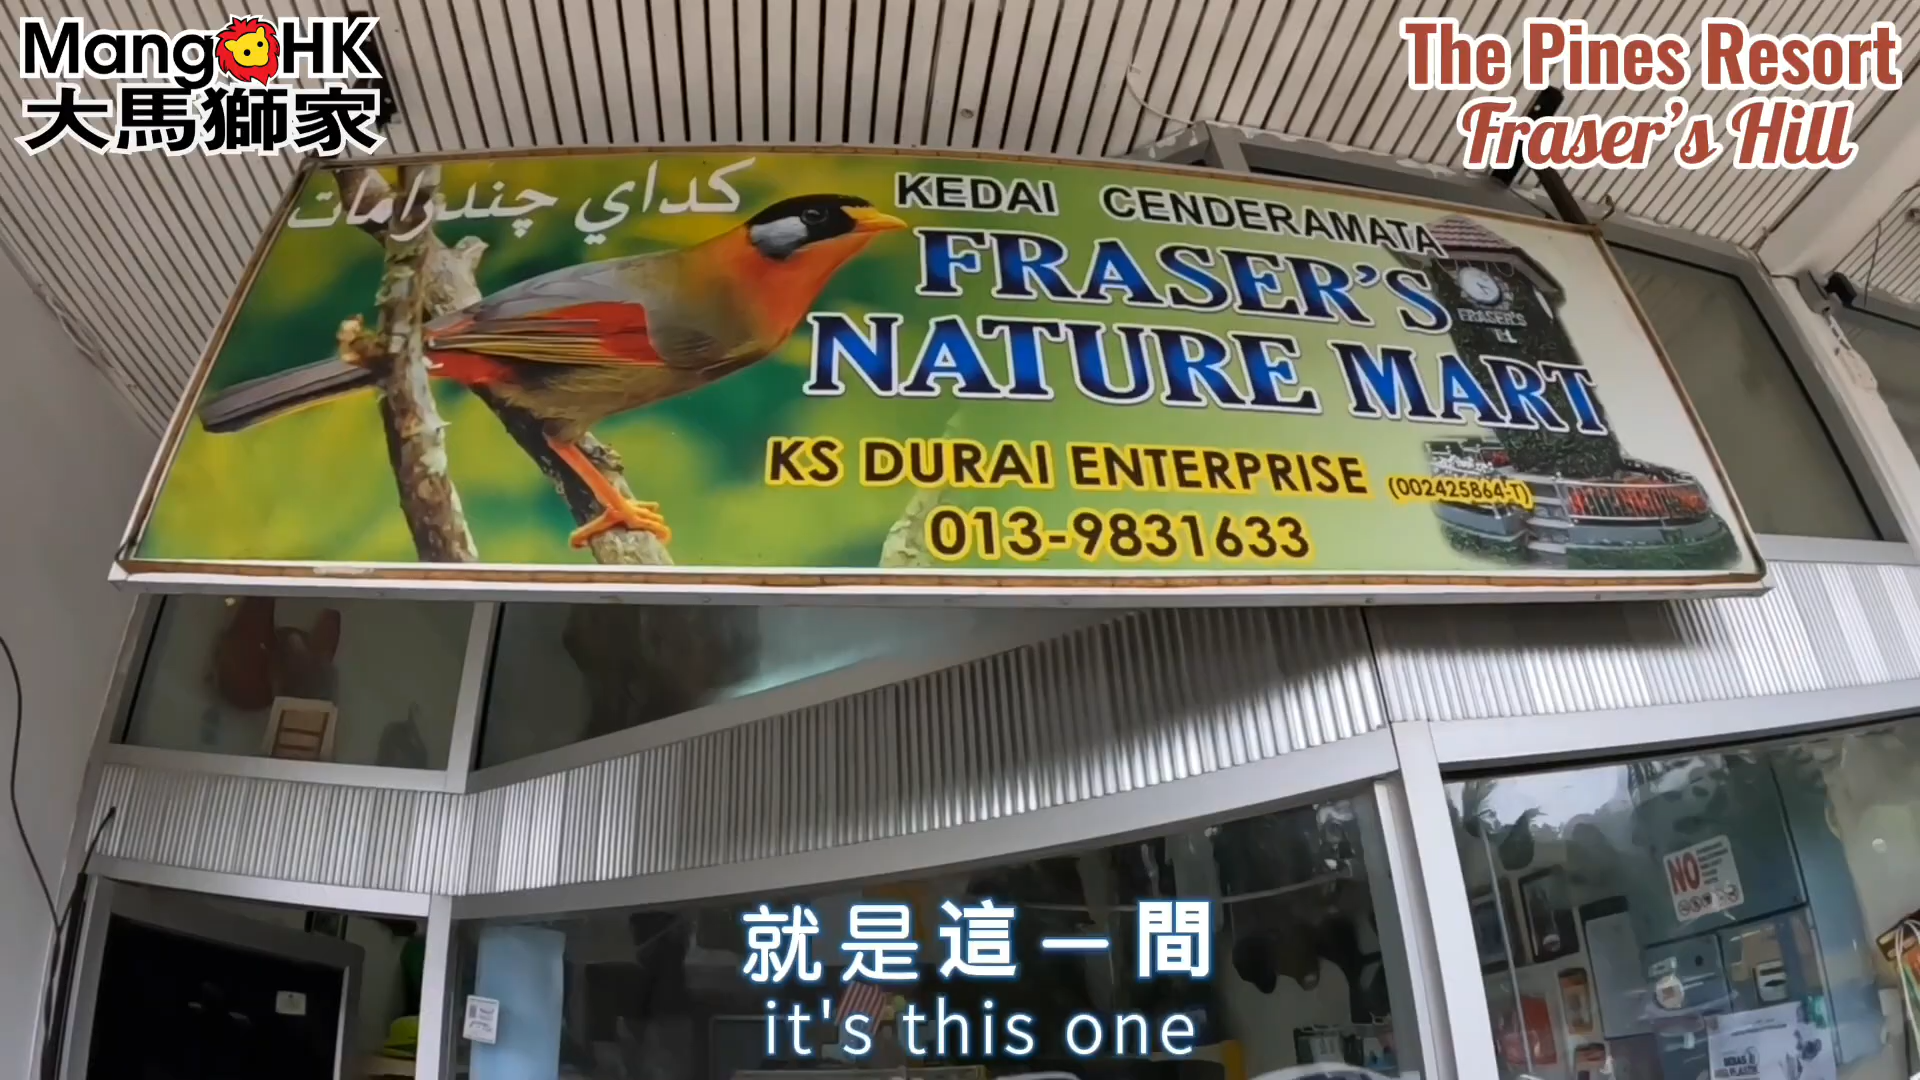 MangoHK
大馬獅家
The Pines Resort
Fraser's Hill
كداي چندرامات
KEDAI CENDERAMATA
FRASER'S
NATURE MART
KS DURAI ENTERPRISE (002425864-T)
013-9831633
FRASER'S
NO
就是這一間
it's this one